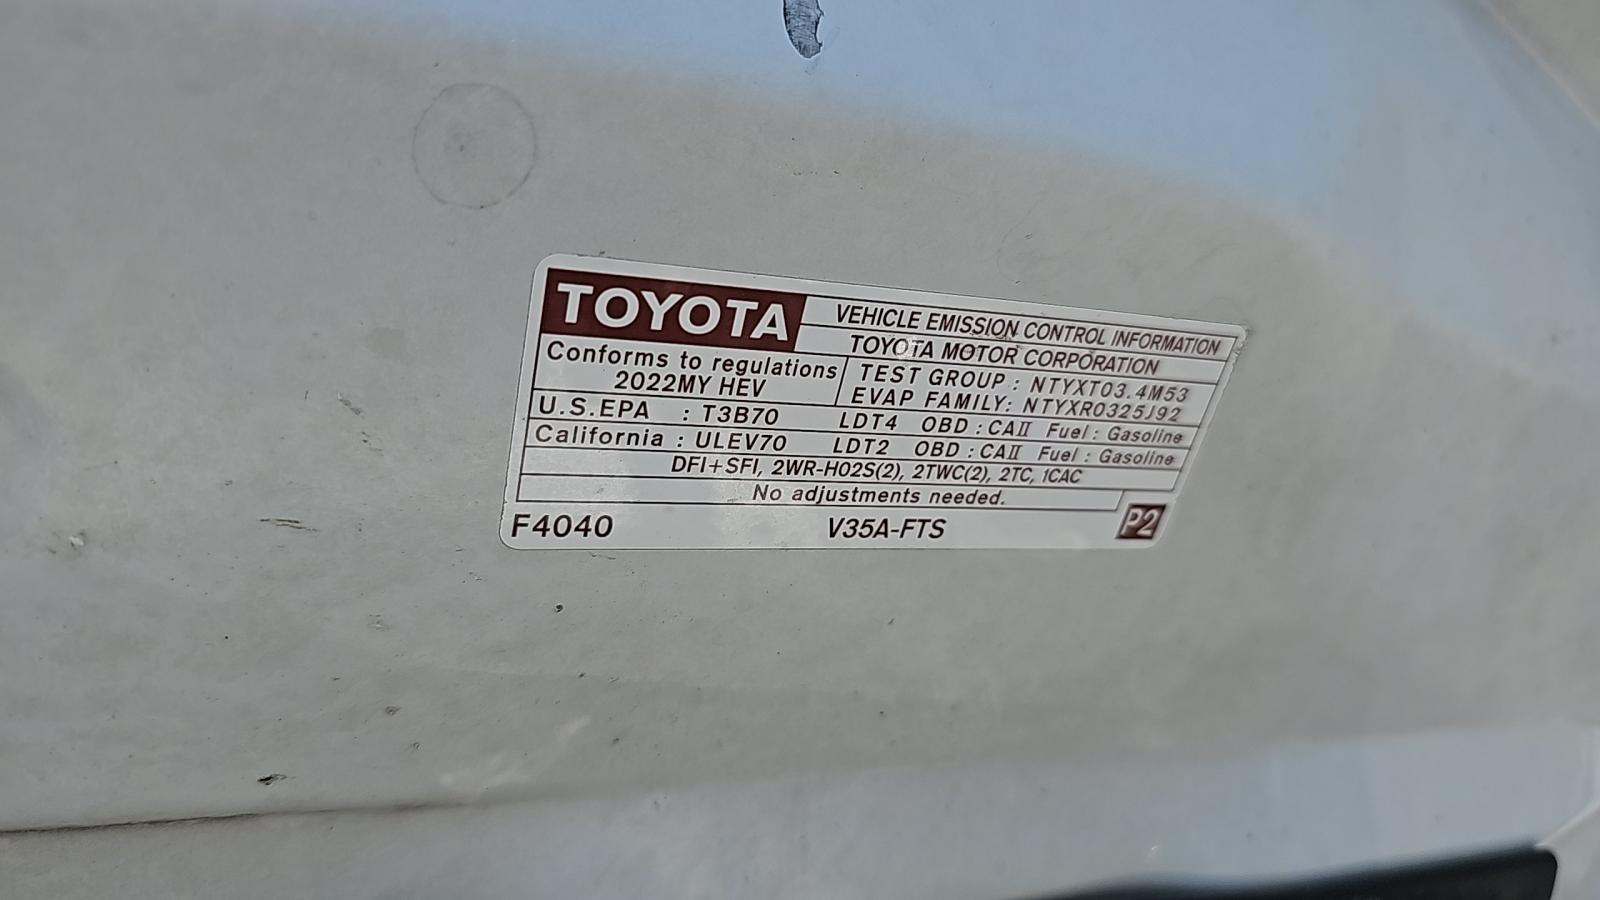 TOYOTA
VEHICLE EMISSION CONTROL INFORMATION
TOYOTA MOTOR CORPORATION
Conforms to regulations
2022MY HEV
TEST GROUP : NTYXT03.4M53
EVAP FAMILY: NTYXR0325J92
U.S.EPA : T3B70 LDT4 OBD : CAII Fuel : Gasoline
California : ULEV70 LDT2 OBD : CAII Fuel : Gasoline
DFI+SFI, 2WR-HO2S(2), 2TWC(2), 2TC, 1CAC
No adjustments needed.
F4040 V35A-FTS P2